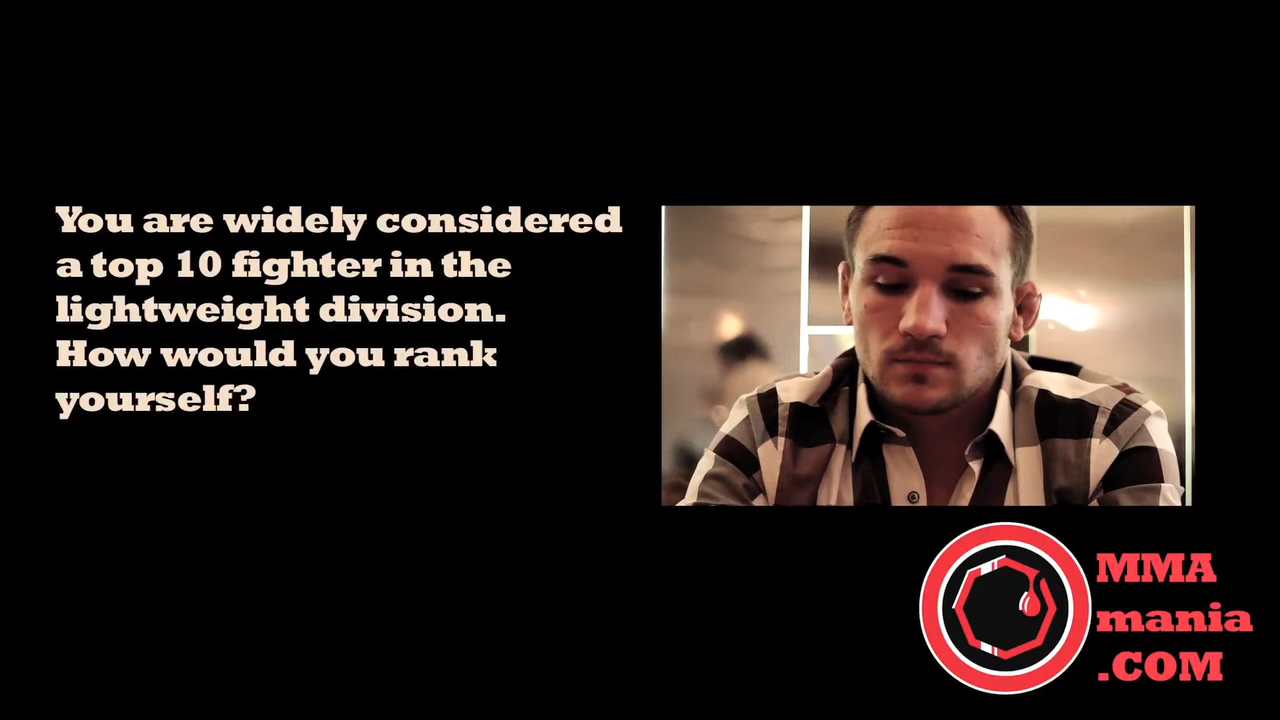 You are widely considered
a top 10 fighter in the
lightweight division.
How would you rank
yourself?
MMA
mania
.COM